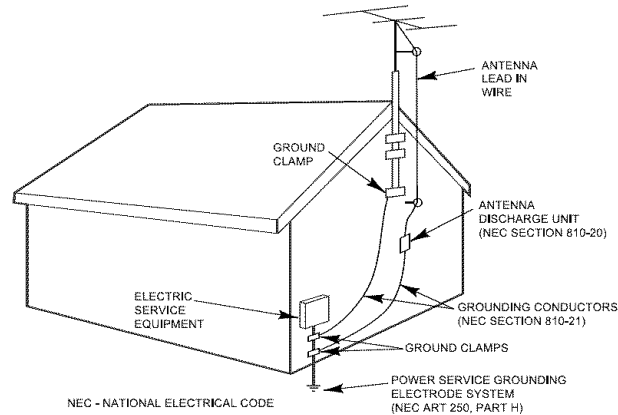 ANTENNA
LEAD IN
WIRE
GROUND
CLAMP
ANTENNA
DISCHARGE UNIT
(NEC SECTION 810-20)
ELECTRIC
SERVICE
EQUIPMENT
GROUNDING CONDUCTORS
(NEC SECTION 810-21)
GROUND CLAMPS
POWER SERVICE GROUNDING
ELECTRODE SYSTEM
(NEC ART 250, PART H)
NEC - NATIONAL ELECTRICAL CODE